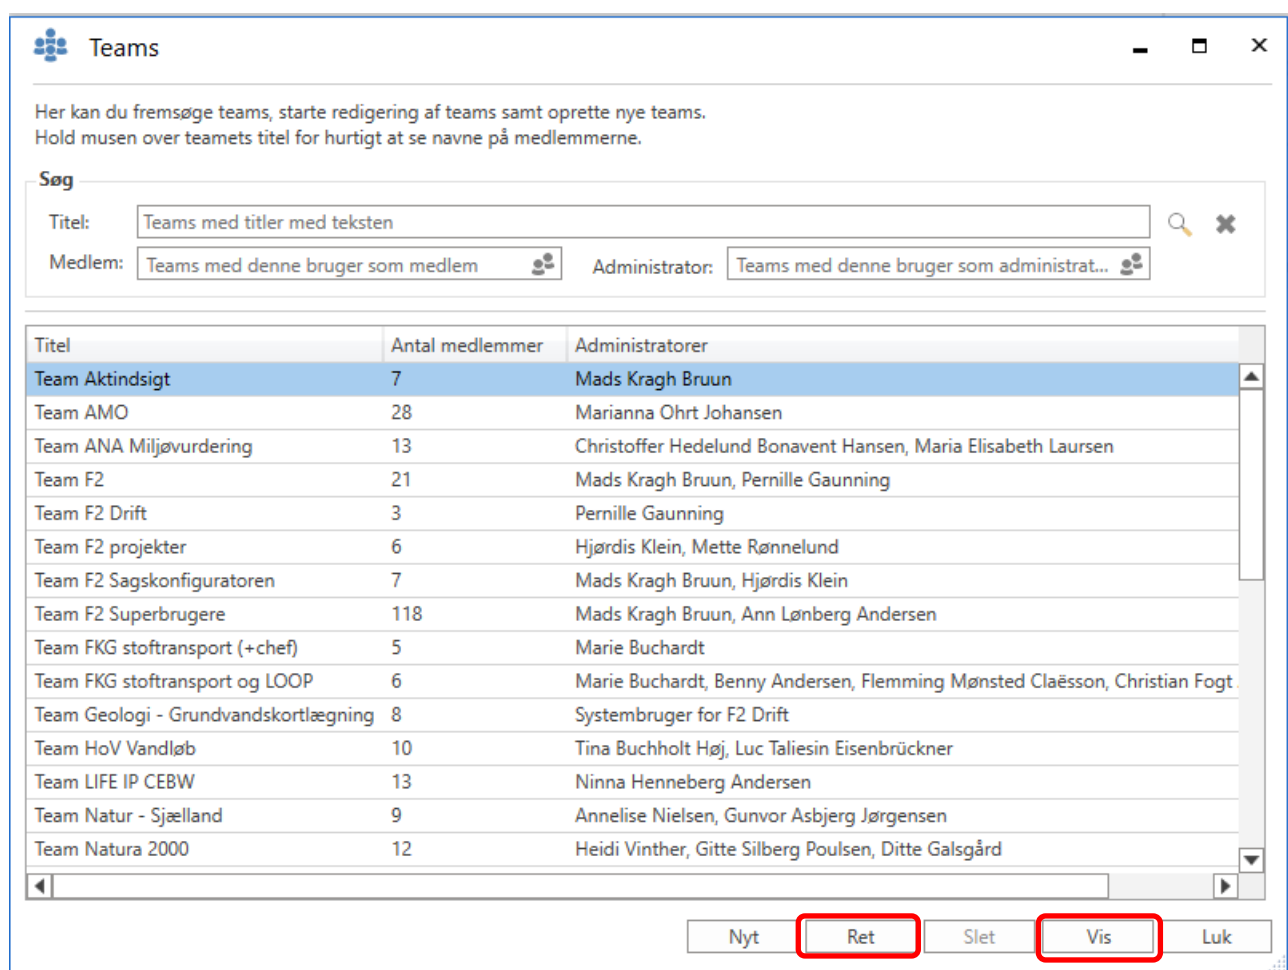 Teams
Her kan du fremsøge teams, starte redigering af teams samt oprette nye teams.
Hold musen over teamets titel for hurtigt at se navne på medlemmerne.
Søg
Titel: Teams med titler med teksten
Medlem: Teams med denne bruger som medlem Administrator: Teams med denne bruger som administrat...
Titel Antal medlemmer Administratorer
Team Aktindsigt 7 Mads Kragh Bruun
Team AMO 28 Marianna Ohrt Johansen
Team ANA Miljøvurdering 13 Christoffer Hedelund Bonavent Hansen, Maria Elisabeth Laursen
Team F2 21 Mads Kragh Bruun, Pernille Gaunning
Team F2 Drift 3 Pernille Gaunning
Team F2 projekter 6 Hjørdis Klein, Mette Rønnelund
Team F2 Sagskonfiguratoren 7 Mads Kragh Bruun, Hjørdis Klein
Team F2 Superbrugere 118 Mads Kragh Bruun, Ann Lønberg Andersen
Team FKG stoftransport (+chef) 5 Marie Buchardt
Team FKG stoftransport og LOOP 6 Marie Buchardt, Benny Andersen, Flemming Mønsted Claësson, Christian Fogt
Team Geologi - Grundvandskortlægning 8 Systembruger for F2 Drift
Team HoV Vandløb 10 Tina Buchholt Høj, Luc Taliesin Eisenbrückner
Team LIFE IP CEBW 13 Ninna Henneberg Andersen
Team Natur - Sjælland 9 Annelise Nielsen, Gunvor Asbjerg Jørgensen
Team Natura 2000 12 Heidi Vinther, Gitte Silberg Poulsen, Ditte Galsgård
Nyt Ret Slet Vis Luk